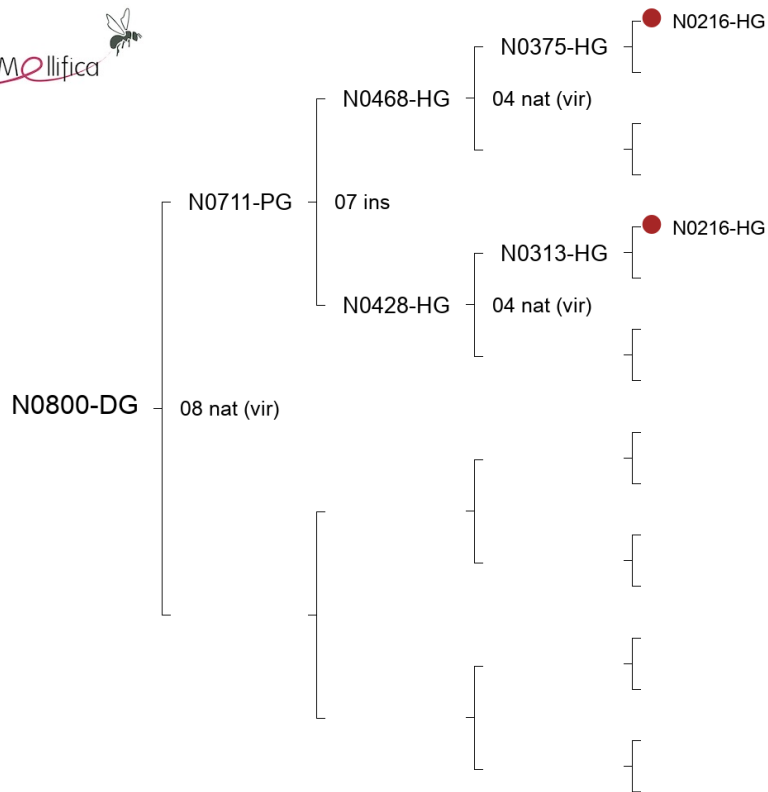 Mellifica
N0216-HG
N0375-HG
N0468-HG
04 nat (vir)
N0711-PG
07 ins
N0216-HG
N0313-HG
N0428-HG
04 nat (vir)
N0800-DG
08 nat (vir)